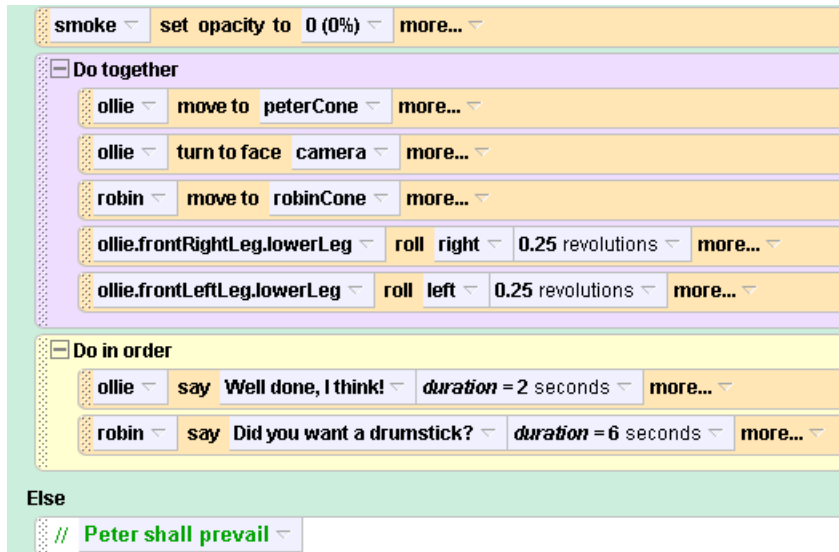 smoke set opacity to 0 (0%) more...
Do together
ollie move to peterCone more...
ollie turn to face camera more...
robin move to robinCone more...
ollie.frontRightLeg.lowerLeg roll right 0.25 revolutions more...
ollie.frontLeftLeg.lowerLeg roll left 0.25 revolutions more...
Do in order
ollie say Well done, I think! duration = 2 seconds more...
robin say Did you want a drumstick? duration = 6 seconds more...
Else
// Peter shall prevail